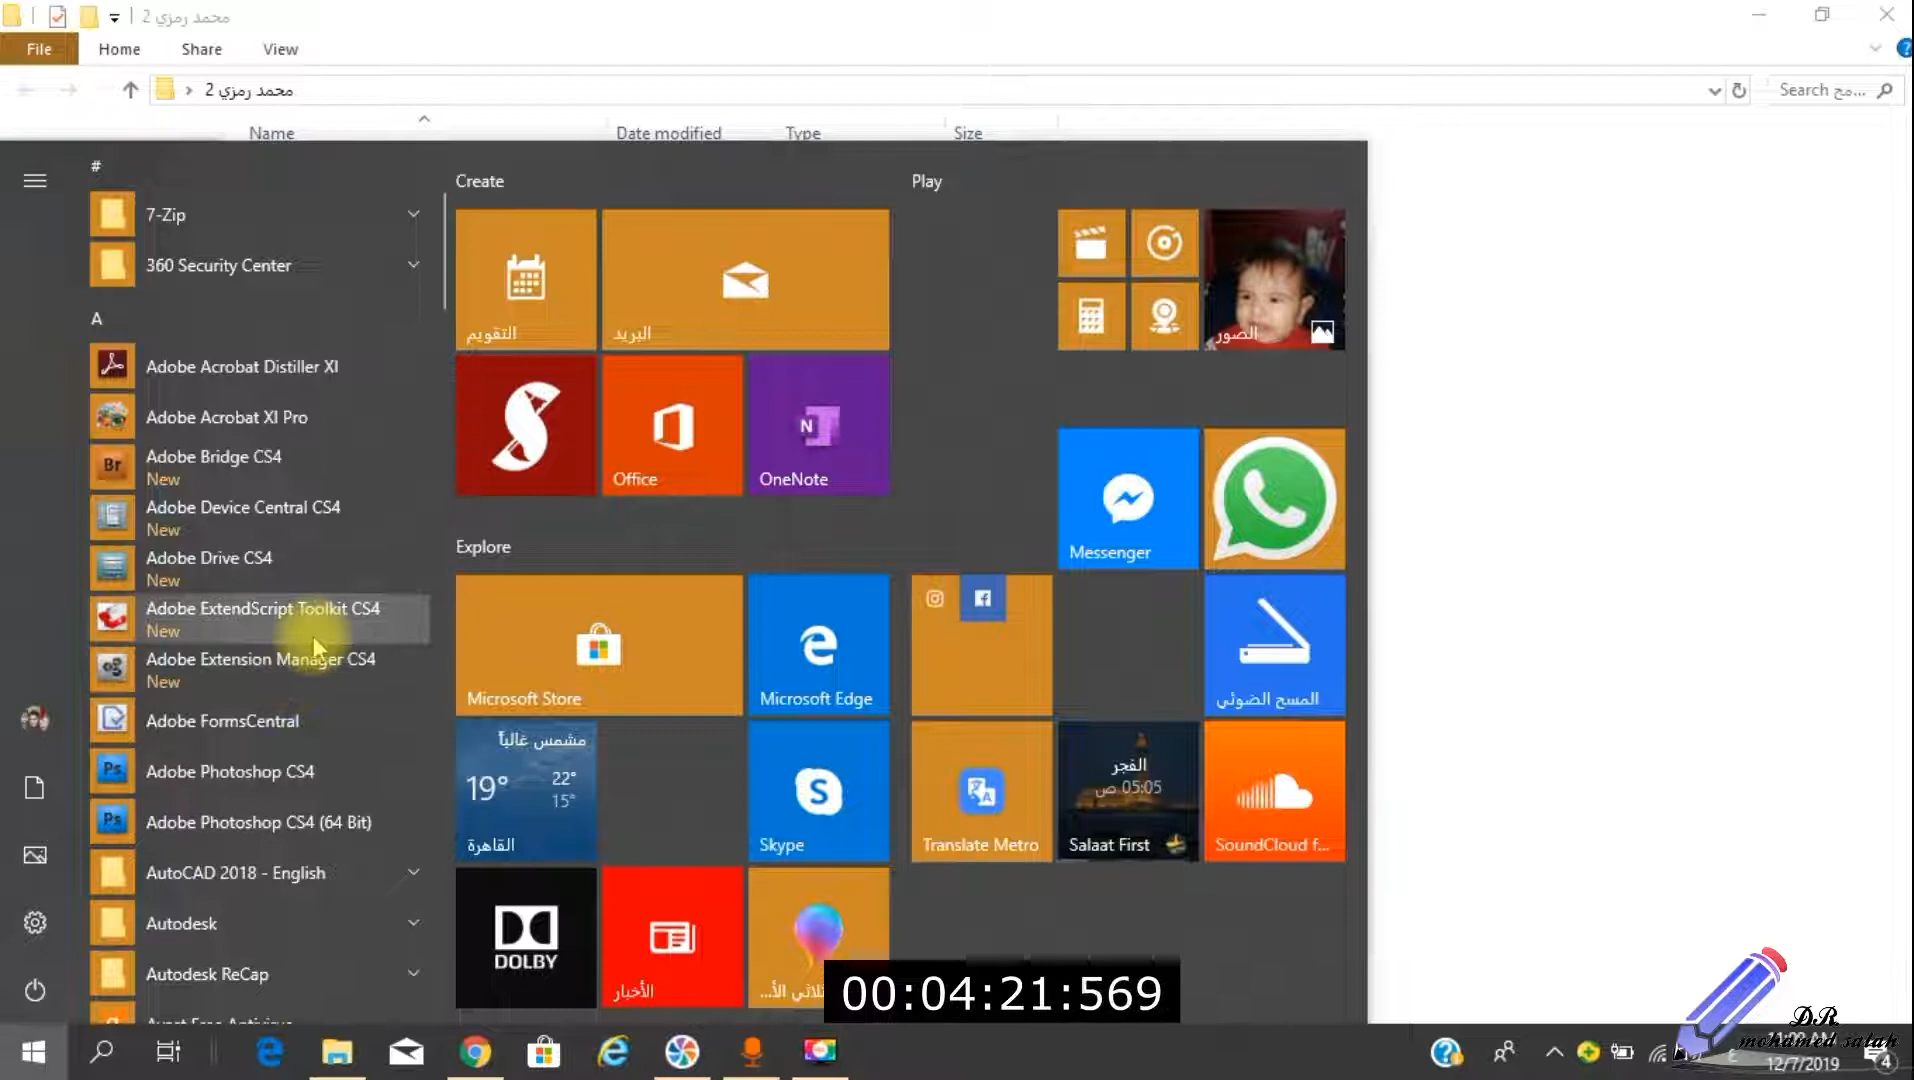 محمد رمزي 2
File
Home
Share
View
محمد رمزي 2
Search
Name
Date modified
Type
Size
#
7-Zip
360 Security Center
A
Adobe Acrobat Distiller XI
Adobe Acrobat XI Pro
Adobe Bridge CS4
New
Adobe Device Central CS4
New
Adobe Drive CS4
New
Adobe ExtendScript Toolkit CS4
New
Adobe Extension Manager CS4
New
Adobe FormsCentral
Adobe Photoshop CS4
Adobe Photoshop CS4 (64 Bit)
AutoCAD 2018 - English
Autodesk
Autodesk ReCap
Create
التقويم
البريد
Office
OneNote
Explore
Microsoft Store
Microsoft Edge
مشمس غالباً
19°
22°
15°
القاهرة
Skype
DOLBY
الأخبار
Play
الصور
Messenger
المسح الضوئي
Translate Metro
الفجر
05:05 ص
Salaat First
SoundCloud f...
00:04:21:569
DR
mohamed salah
12/7/2019
4